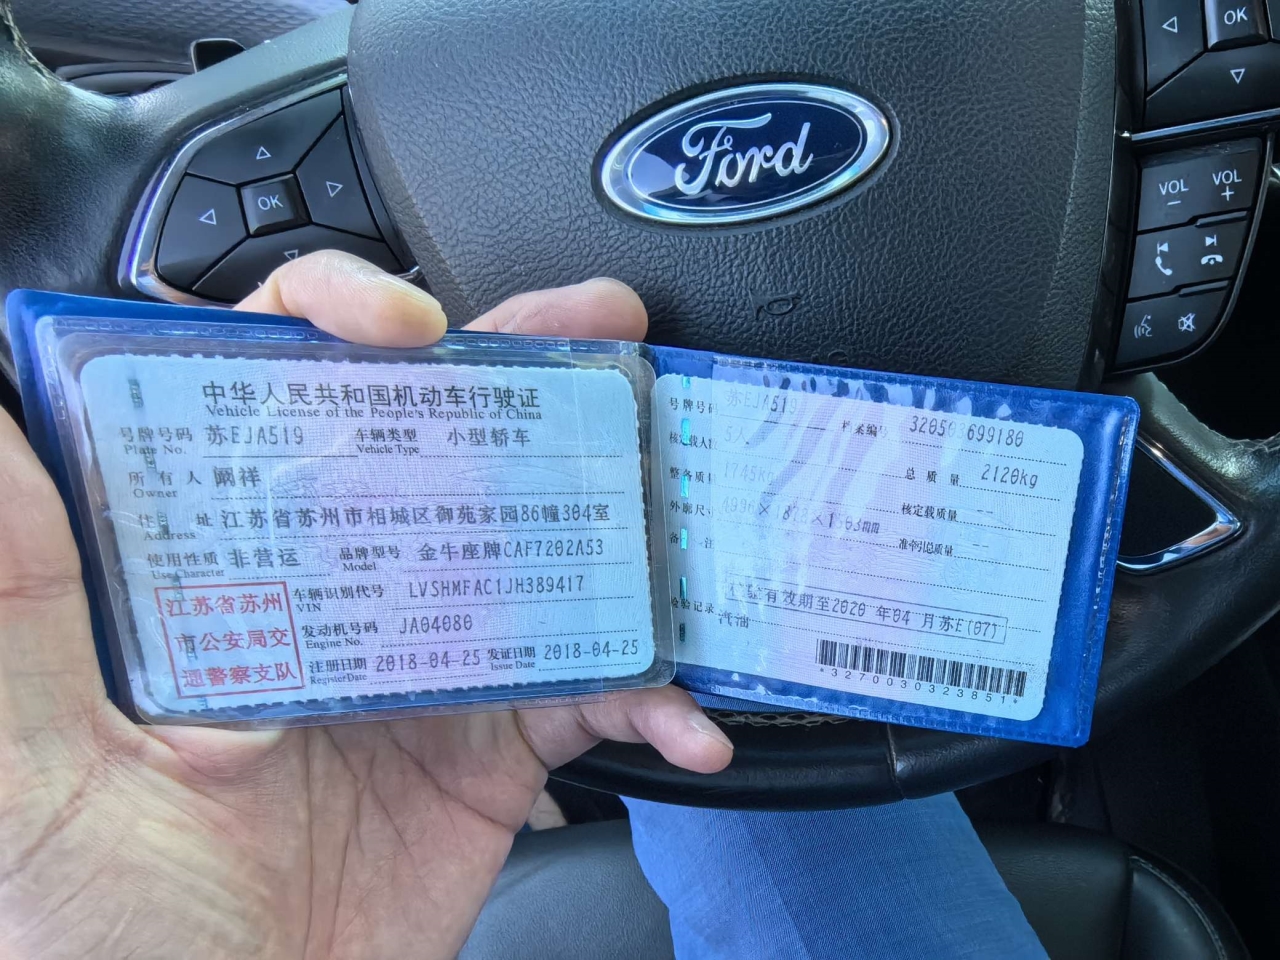 OK
VOL
VOL
OK
Ford
中华人民共和国机动车行驶证
Vehicle License of the People's Republic of China
号牌号码 苏EJA519 车辆类型 小型轿车
Plate No. Vehicle Type
所有人 阚祥
Owner
住 址 江苏省苏州市相城区御苑家园86幢304室
Address
使用性质 非营运 品牌型号 金牛座牌CAF7202A53
Use Character Model
江苏省苏州
市公安局交
通警察支队
车辆识别代号 LVSHMFAC1JH389417
VIN
发动机号码 JA04080
Engine No.
注册日期 2018-04-25 发证日期 2018-04-25
Register Date Issue Date
号牌号码 苏EJA519 档案编号 320503699180
核定载人数 5人 总质量 2120kg
整备质量 1745kg 核定载质量 --
外廓尺寸 准牵引总质量 --
备 注
有效期至2020年04月苏E(07)
检验记录 汽油
*3270030323851*